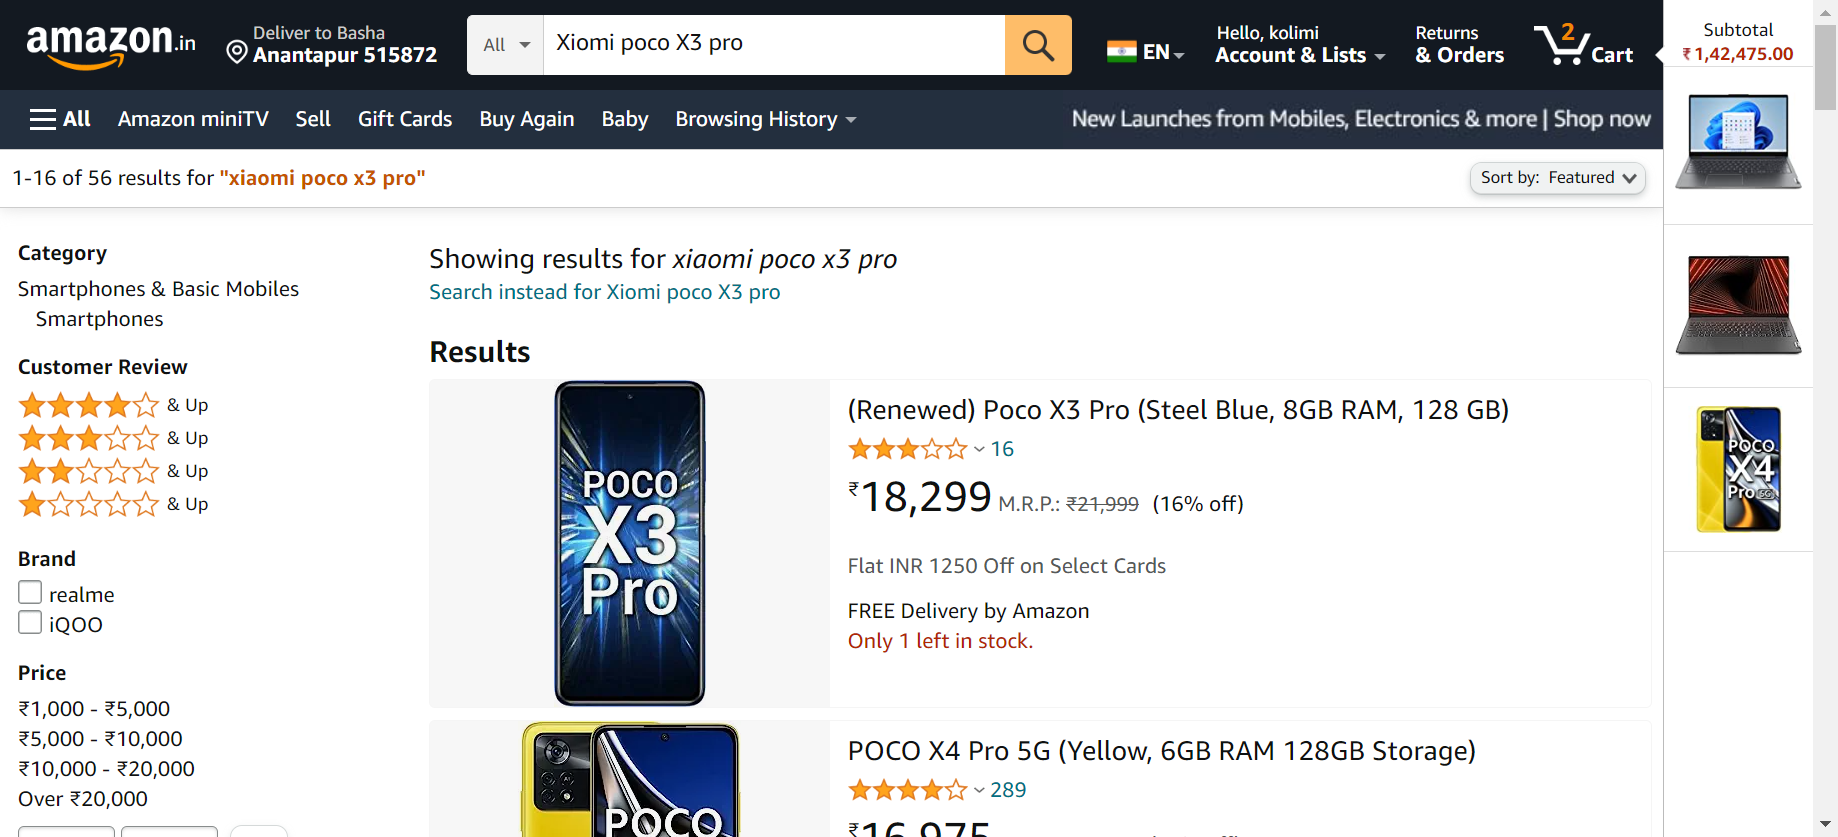 amazon.in
Deliver to Basha
Anantapur 515872
All
Xiomi poco X3 pro
EN
Hello, kolimi
Account & Lists
Returns
& Orders
2
Cart
Subtotal
₹1,42,475.00
All
Amazon miniTV
Sell
Gift Cards
Buy Again
Baby
Browsing History
New Launches from Mobiles, Electronics & more | Shop now
1-16 of 56 results for "xiaomi poco x3 pro"
Sort by: Featured
Category
Smartphones & Basic Mobiles
Smartphones
Customer Review
& Up
& Up
& Up
& Up
Brand
realme
iQOO
Price
₹1,000 - ₹5,000
₹5,000 - ₹10,000
₹10,000 - ₹20,000
Over ₹20,000
Showing results for xiaomi poco x3 pro
Search instead for Xiomi poco X3 pro
Results
POCO
X3
Pro
(Renewed) Poco X3 Pro (Steel Blue, 8GB RAM, 128 GB)
16
₹18,299 M.R.P.: ₹21,999 (16% off)
Flat INR 1250 Off on Select Cards
FREE Delivery by Amazon
Only 1 left in stock.
POCO
POCO X4 Pro 5G (Yellow, 6GB RAM 128GB Storage)
289
₹16,975
POCO
X4
Pro 5G